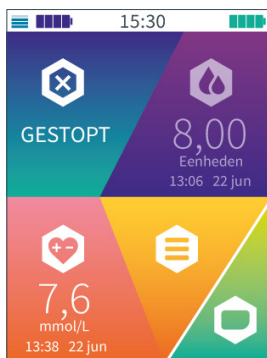 15:30
GESTOPT
8,00
Eenheden
13:06 22 jun
7,6
mmol/L
13:38 22 jun